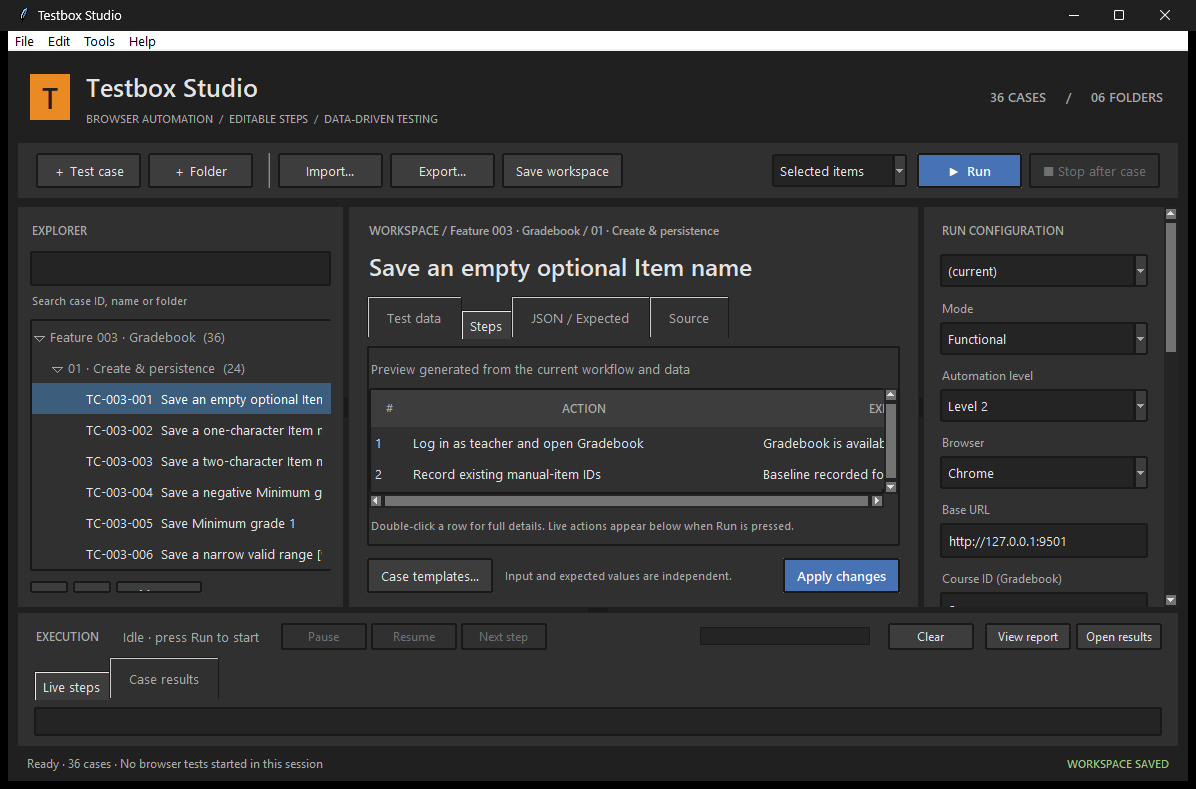 Testbox Studio
File Edit Tools Help
T
Testbox Studio
BROWSER AUTOMATION / EDITABLE STEPS / DATA-DRIVEN TESTING
36 CASES / 06 FOLDERS
+ Test case
+ Folder
Import...
Export...
Save workspace
Selected items
▶ Run
■ Stop after case
EXPLORER
Search case ID, name or folder
Feature 003 · Gradebook (36)
01 · Create & persistence (24)
TC-003-001 Save an empty optional Iten
TC-003-002 Save a one-character Item n
TC-003-003 Save a two-character Item n
TC-003-004 Save a negative Minimum g
TC-003-005 Save Minimum grade 1
TC-003-006 Save a narrow valid range [
WORKSPACE / Feature 003 · Gradebook / 01 · Create & persistence
Save an empty optional Item name
Test data
Steps
JSON / Expected
Source
Preview generated from the current workflow and data
# ACTION EX
1 Log in as teacher and open Gradebook Gradebook is availab
2 Record existing manual-item IDs Baseline recorded fo
Double-click a row for full details. Live actions appear below when Run is pressed.
Case templates...
Input and expected values are independent.
Apply changes
RUN CONFIGURATION
(current)
Mode
Functional
Automation level
Level 2
Browser
Chrome
Base URL
http://127.0.0.1:9501
Course ID (Gradebook)
EXECUTION
Idle · press Run to start
Pause
Resume
Next step
Clear
View report
Open results
Live steps
Case results
Ready · 36 cases · No browser tests started in this session
WORKSPACE SAVED